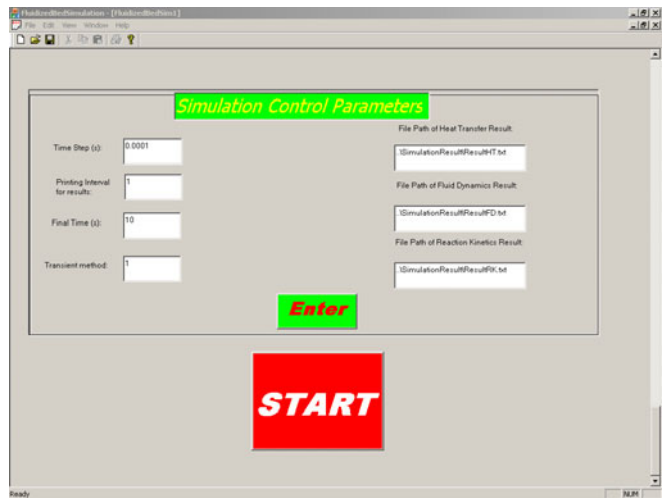 FluidizedBedSimulation - [FluidizedBedSim1]
File Edit View Window Help
Simulation Control Parameters
Time Step (s):
0.0001
Printing Interval
for results:
1
Final Time (s):
10
Transient method:
1
File Path of Heat Transfer Result:
.\SimulationResult\ResultHT.txt
File Path of Fluid Dynamics Result:
.\SimulationResult\ResultFD.txt
File Path of Reaction Kinetics Result:
.\SimulationResult\ResultRK.txt
Enter
START
Ready
NUM